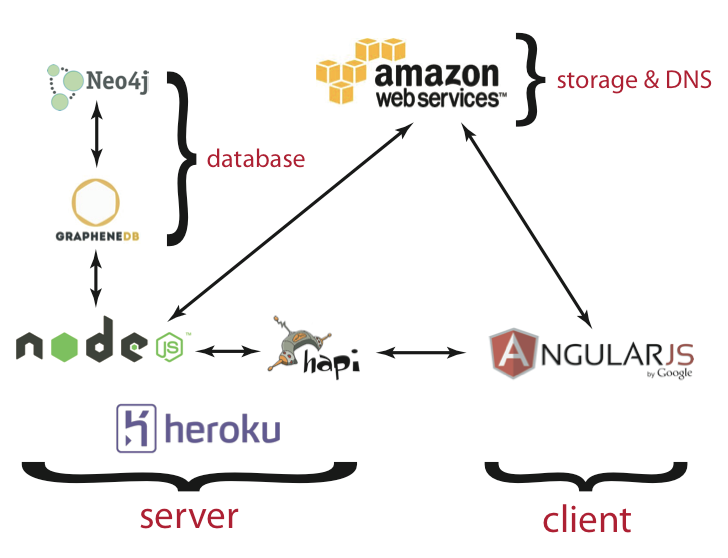 Neo4j
amazon
web services™
storage & DNS
database
GRAPHENEDB
node JS™
hapi
ANGULARJS
by Google
heroku
server
client